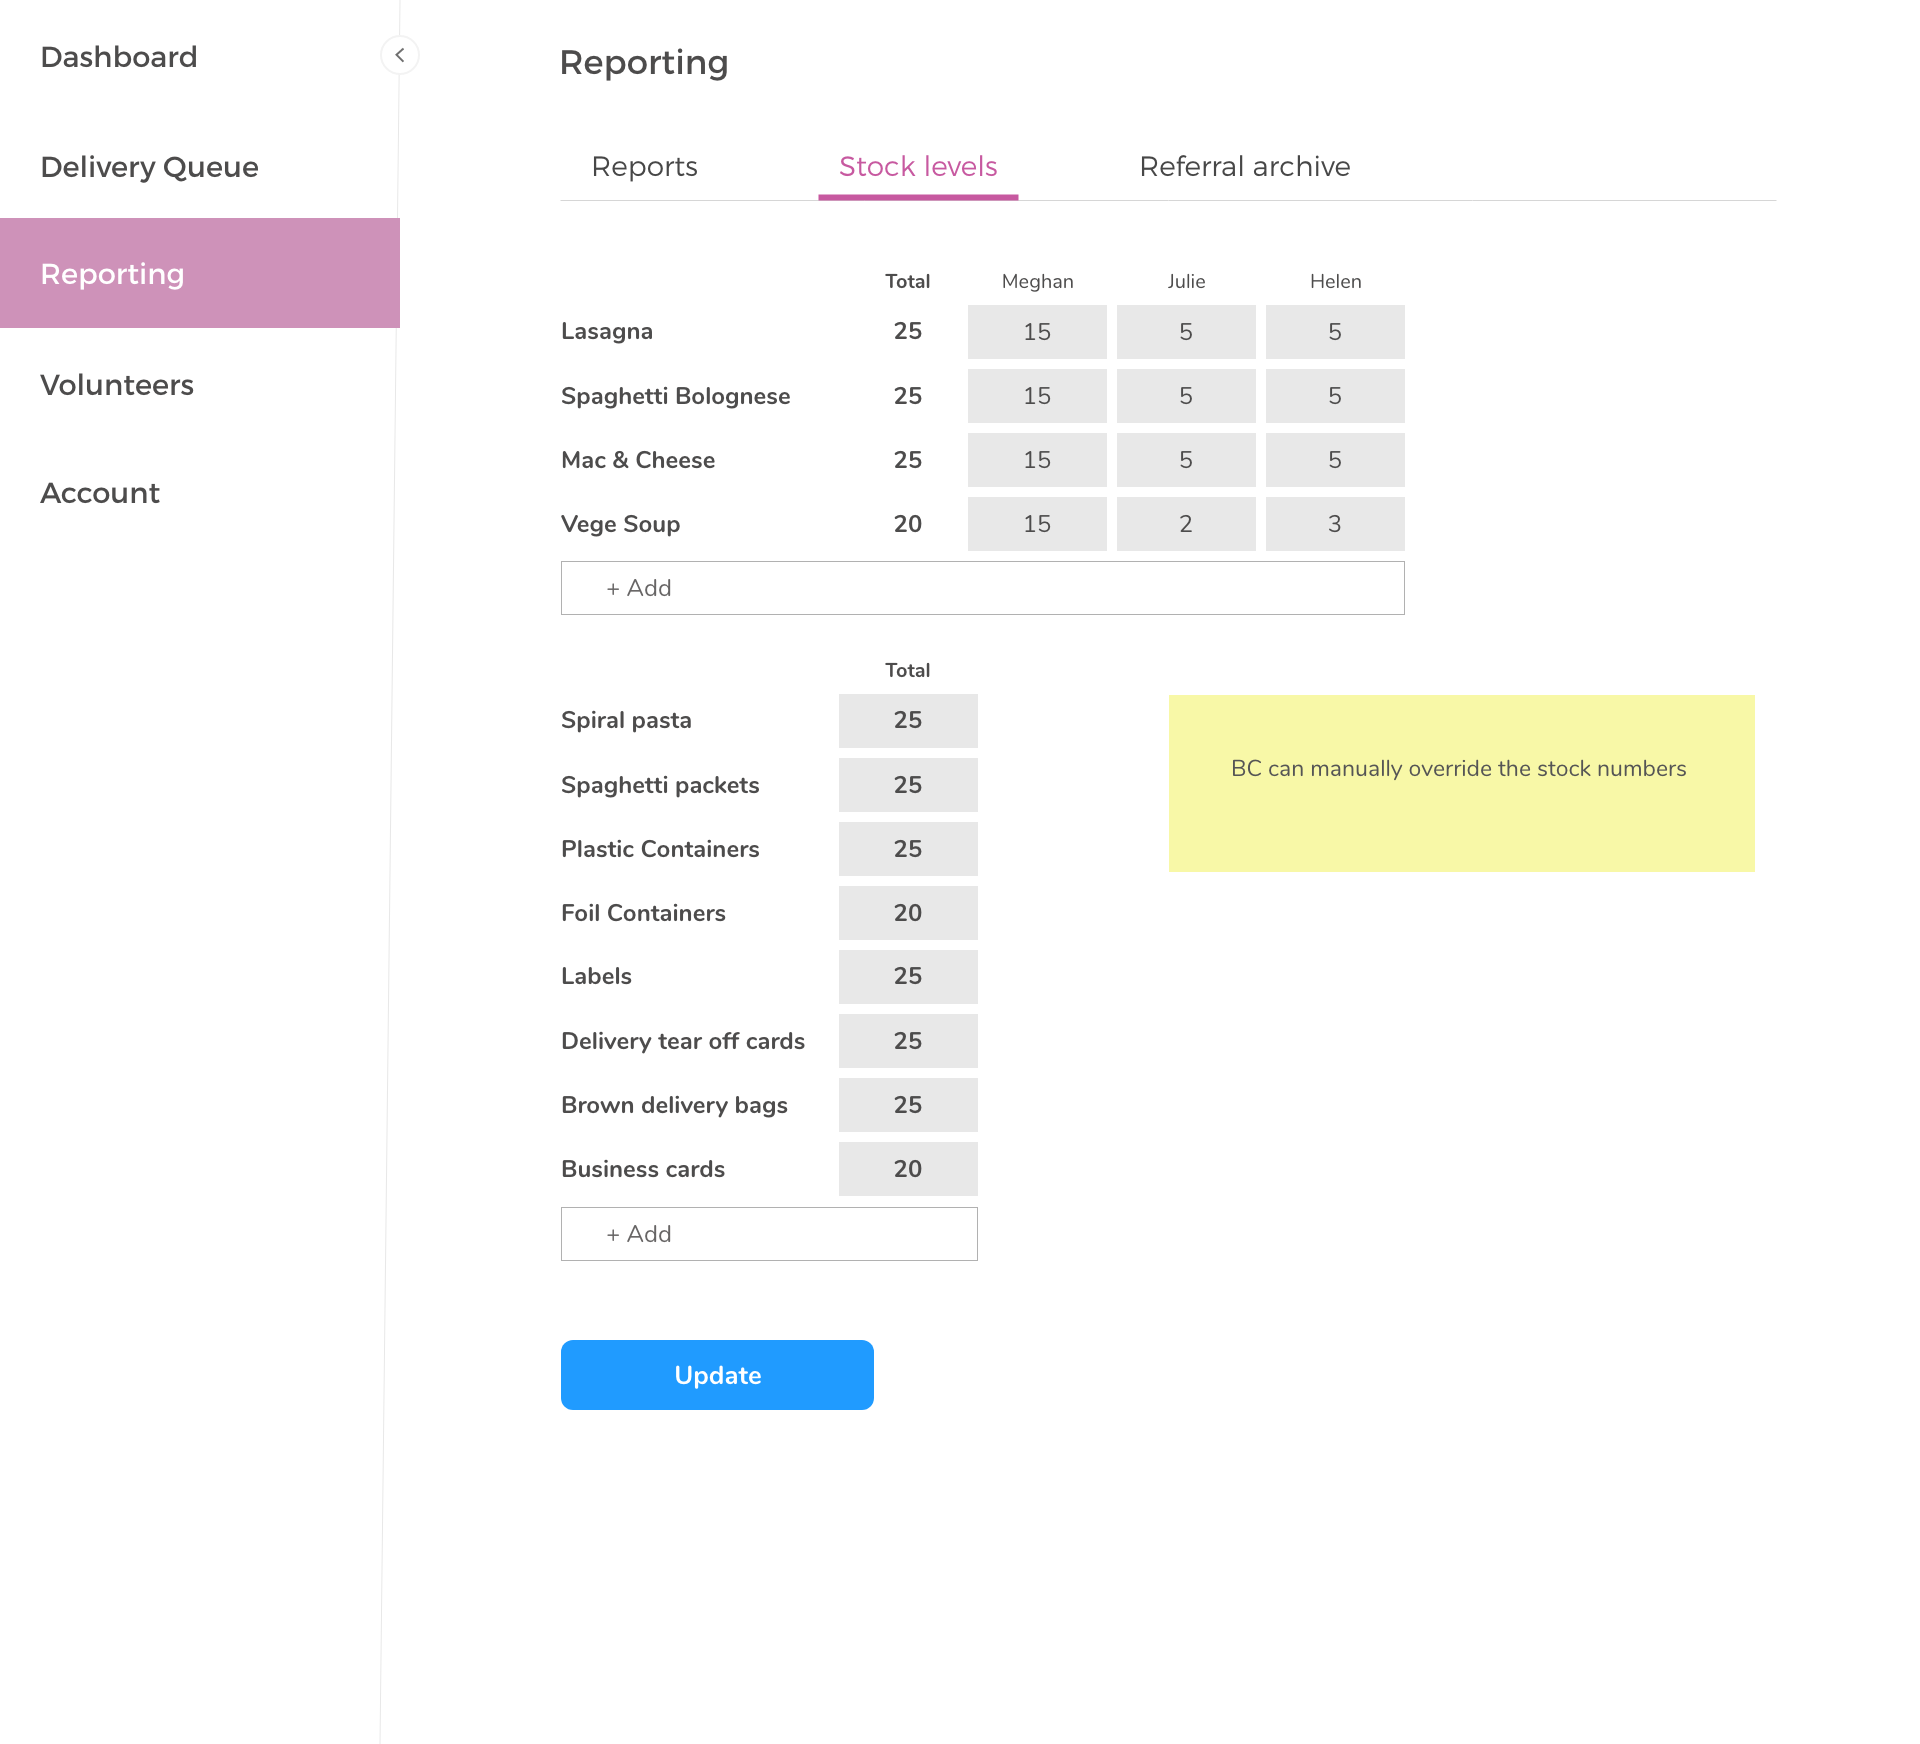 Dashboard
Delivery Queue
Reporting
Volunteers
Account
Reporting
Reports Stock levels Referral archive
Total Meghan Julie Helen
Lasagna 25 15 5 5
Spaghetti Bolognese 25 15 5 5
Mac & Cheese 25 15 5 5
Vege Soup 20 15 2 3
+ Add
Total
Spiral pasta 25
Spaghetti packets 25
Plastic Containers 25
Foil Containers 20
Labels 25
Delivery tear off cards 25
Brown delivery bags 25
Business cards 20
+ Add
BC can manually override the stock numbers
Update